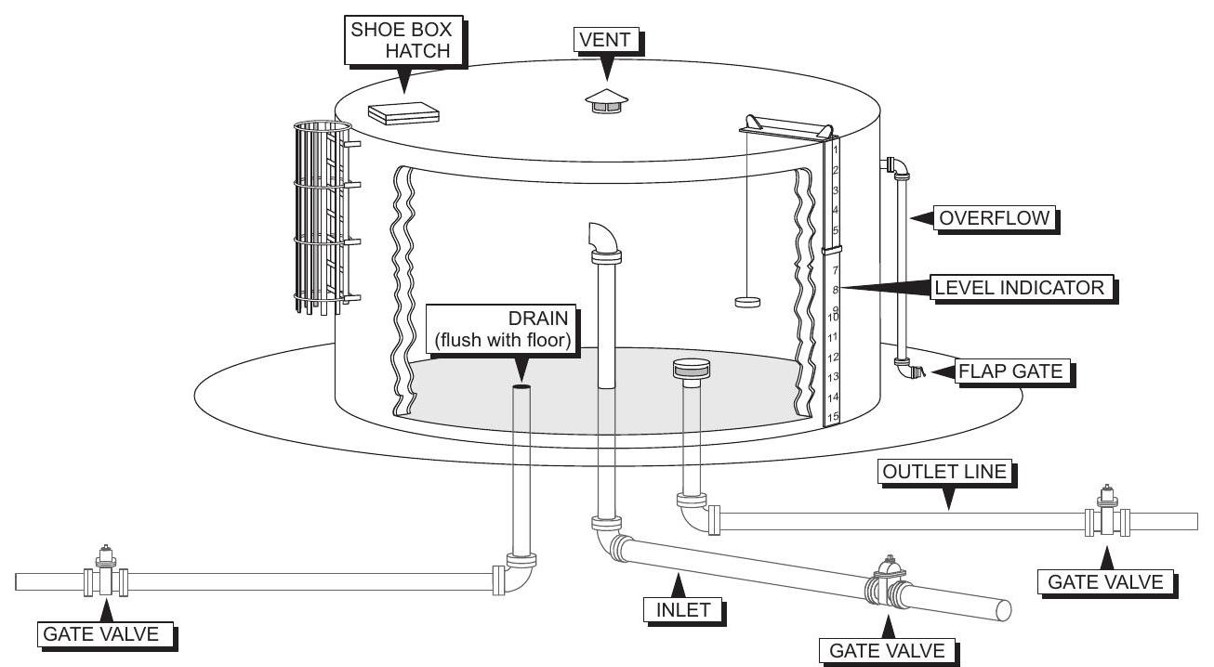 SHOE BOX
HATCH
VENT
1
2
3
4
5
7
8
9
10
11
12
13
14
15
OVERFLOW
LEVEL INDICATOR
DRAIN
(flush with floor)
FLAP GATE
OUTLET LINE
GATE VALVE
INLET
GATE VALVE
GATE VALVE